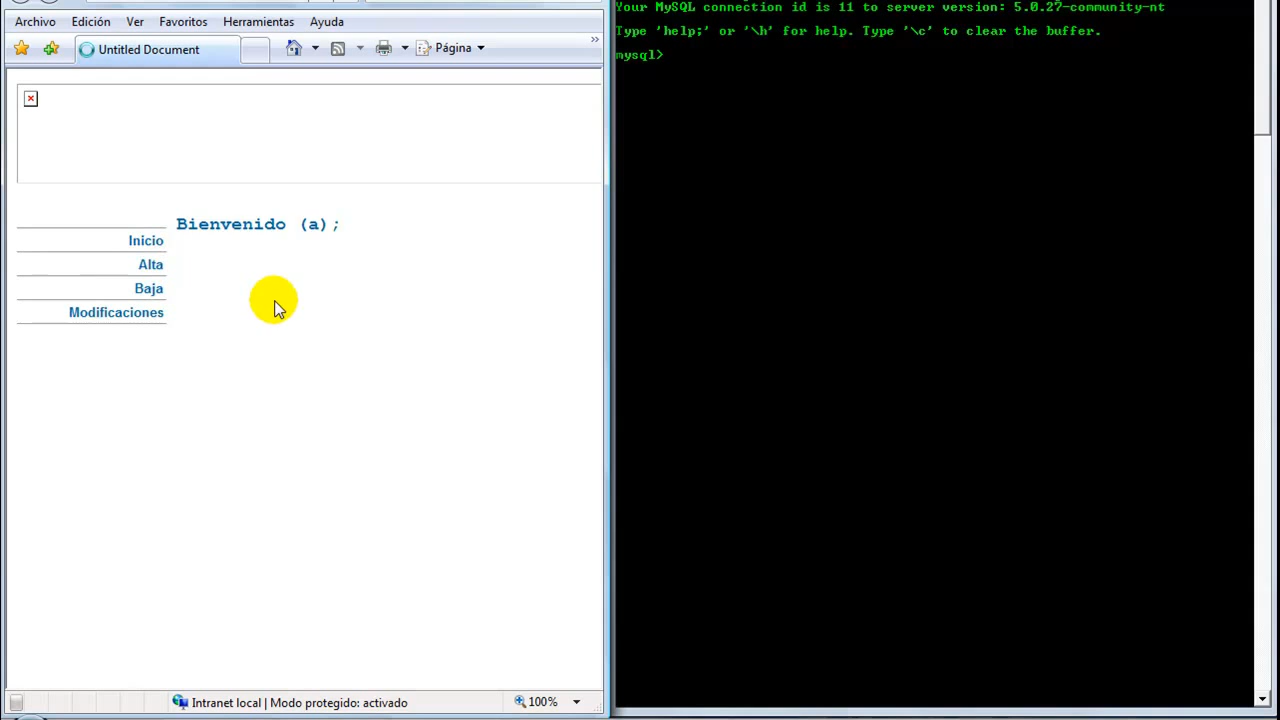 Archivo Edición Ver Favoritos Herramientas Ayuda
Untitled Document
Página
Bienvenido (a);
Inicio
Alta
Baja
Modificaciones
Intranet local | Modo protegido: activado
100%
Your MySQL connection id is 11 to server version: 5.0.27-community-nt
Type 'help;' or '\h' for help. Type '\c' to clear the buffer.
mysql>